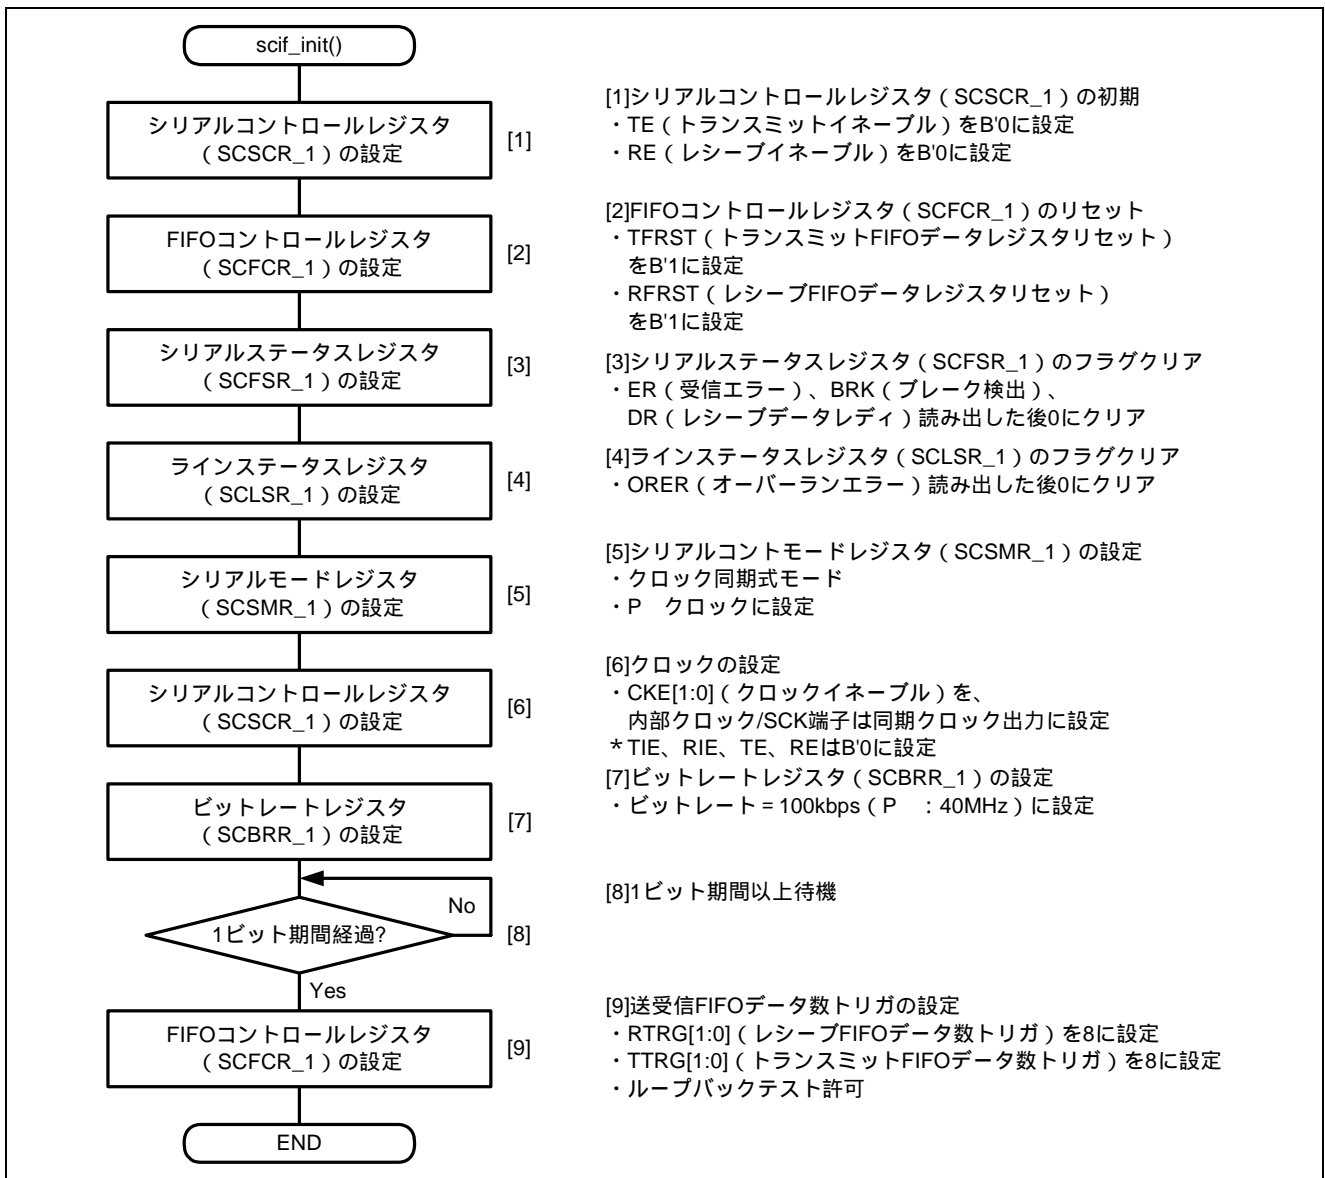 scif_init()
シリアルコントロールレジスタ
(SCSCR_1)の設定
[1]
[1]シリアルコントロールレジスタ(SCSCR_1)の初期
・TE(トランスミットイネーブル)をB'0に設定
・RE(レシーブイネーブル)をB'0に設定
FIFOコントロールレジスタ
(SCFCR_1)の設定
[2]
[2]FIFOコントロールレジスタ(SCFCR_1)のリセット
・TFRST(トランスミットFIFOデータレジスタリセット)
をB'1に設定
・RFRST(レシーブFIFOデータレジスタリセット)
をB'1に設定
シリアルステータスレジスタ
(SCFSR_1)の設定
[3]
[3]シリアルステータスレジスタ(SCFSR_1)のフラグクリア
・ER(受信エラー)、BRK(ブレーク検出)、
DR(レシーブデータレディ)読み出した後0にクリア
ラインステータスレジスタ
(SCLSR_1)の設定
[4]
[4]ラインステータスレジスタ(SCLSR_1)のフラグクリア
・ORER(オーバーランエラー)読み出した後0にクリア
シリアルモードレジスタ
(SCSMR_1)の設定
[5]
[5]シリアルコントモードレジスタ(SCSMR_1)の設定
・クロック同期式モード
・P クロックに設定
シリアルコントロールレジスタ
(SCSCR_1)の設定
[6]
[6]クロックの設定
・CKE[1:0](クロックイネーブル)を、
内部クロック/SCK端子は同期クロック出力に設定
*TIE、RIE、TE、REはB'0に設定
ビットレートレジスタ
(SCBRR_1)の設定
[7]
[7]ビットレートレジスタ(SCBRR_1)の設定
・ビットレート = 100kbps(P :40MHz)に設定
1ビット期間経過?
No
[8]
[8]1ビット期間以上待機
Yes
FIFOコントロールレジスタ
(SCFCR_1)の設定
[9]
[9]送受信FIFOデータ数トリガの設定
・RTRG[1:0](レシーブFIFOデータ数トリガ)を8に設定
・TTRG[1:0](トランスミットFIFOデータ数トリガ)を8に設定
・ループバックテスト許可
END